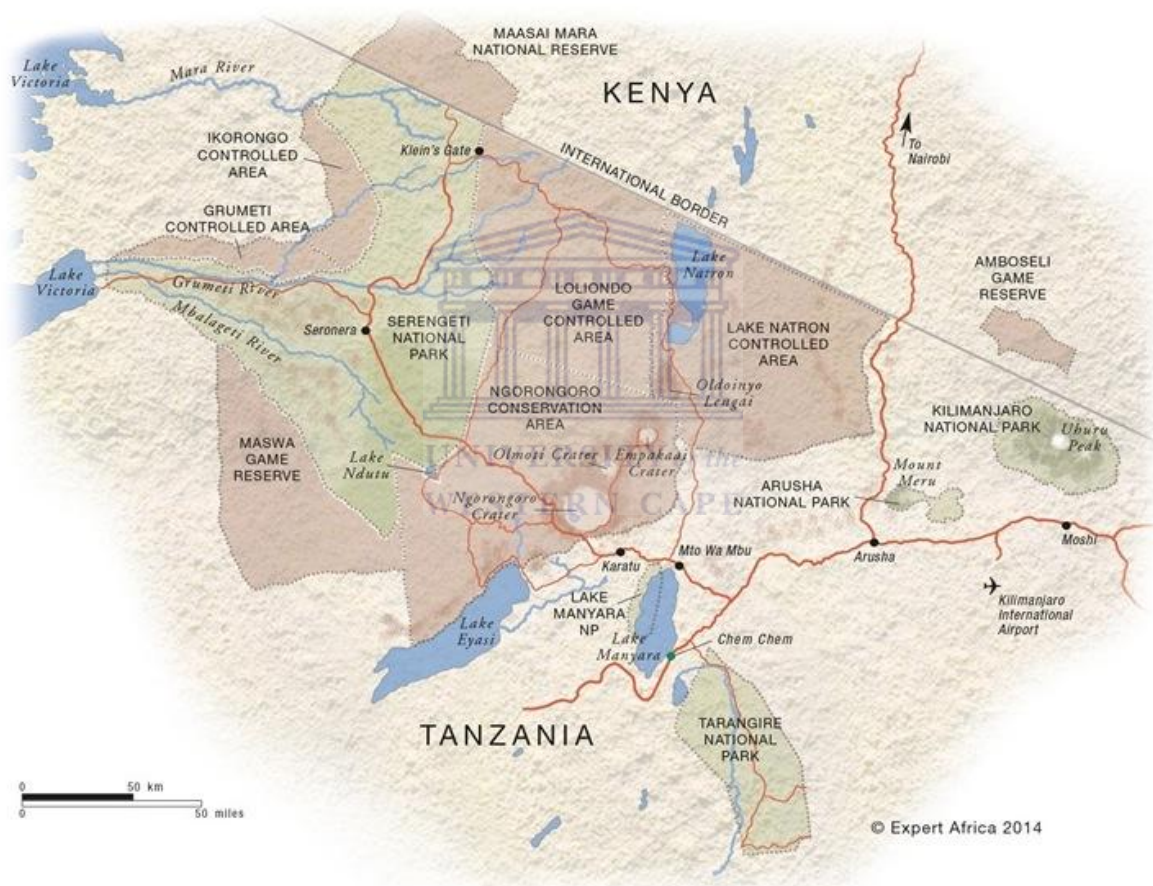 MAASAI MARA
NATIONAL RESERVE
Lake
Victoria
Mara River
KENYA
To
Nairobi
IKORONGO
CONTROLLED
AREA
Klein's Gate
INTERNATIONAL BORDER
GRUMETI
CONTROLLED AREA
Lake
Victoria
Grumeti River
Mbalageti River
Lake
Natron
AMBOSELI
GAME
RESERVE
LOLIONDO
GAME
CONTROLLED
AREA
Seronera
SERENGETI
NATIONAL
PARK
LAKE NATRON
CONTROLLED
AREA
Oldoinyo
Lengai
NGORONGORO
CONSERVATION
AREA
KILIMANJARO
NATIONAL PARK
Uhuru
Peak
MASWA
GAME
RESERVE
Lake
Ndutu
Olmoti Crater
Empakaai
Crater
UNIVERSITY of the
WESTERN CAPE
Ngorongoro
Crater
Mount
Meru
ARUSHA
NATIONAL PARK
Karatu
Mto Wa Mbu
Arusha
Moshi
Kilimanjaro
International
Airport
LAKE
MANYARA
NP
Lake
Eyasi
Lake
Manyara
Chem Chem
TANZANIA
TARANGIRE
NATIONAL
PARK
0 50 km
0 50 miles
© Expert Africa 2014